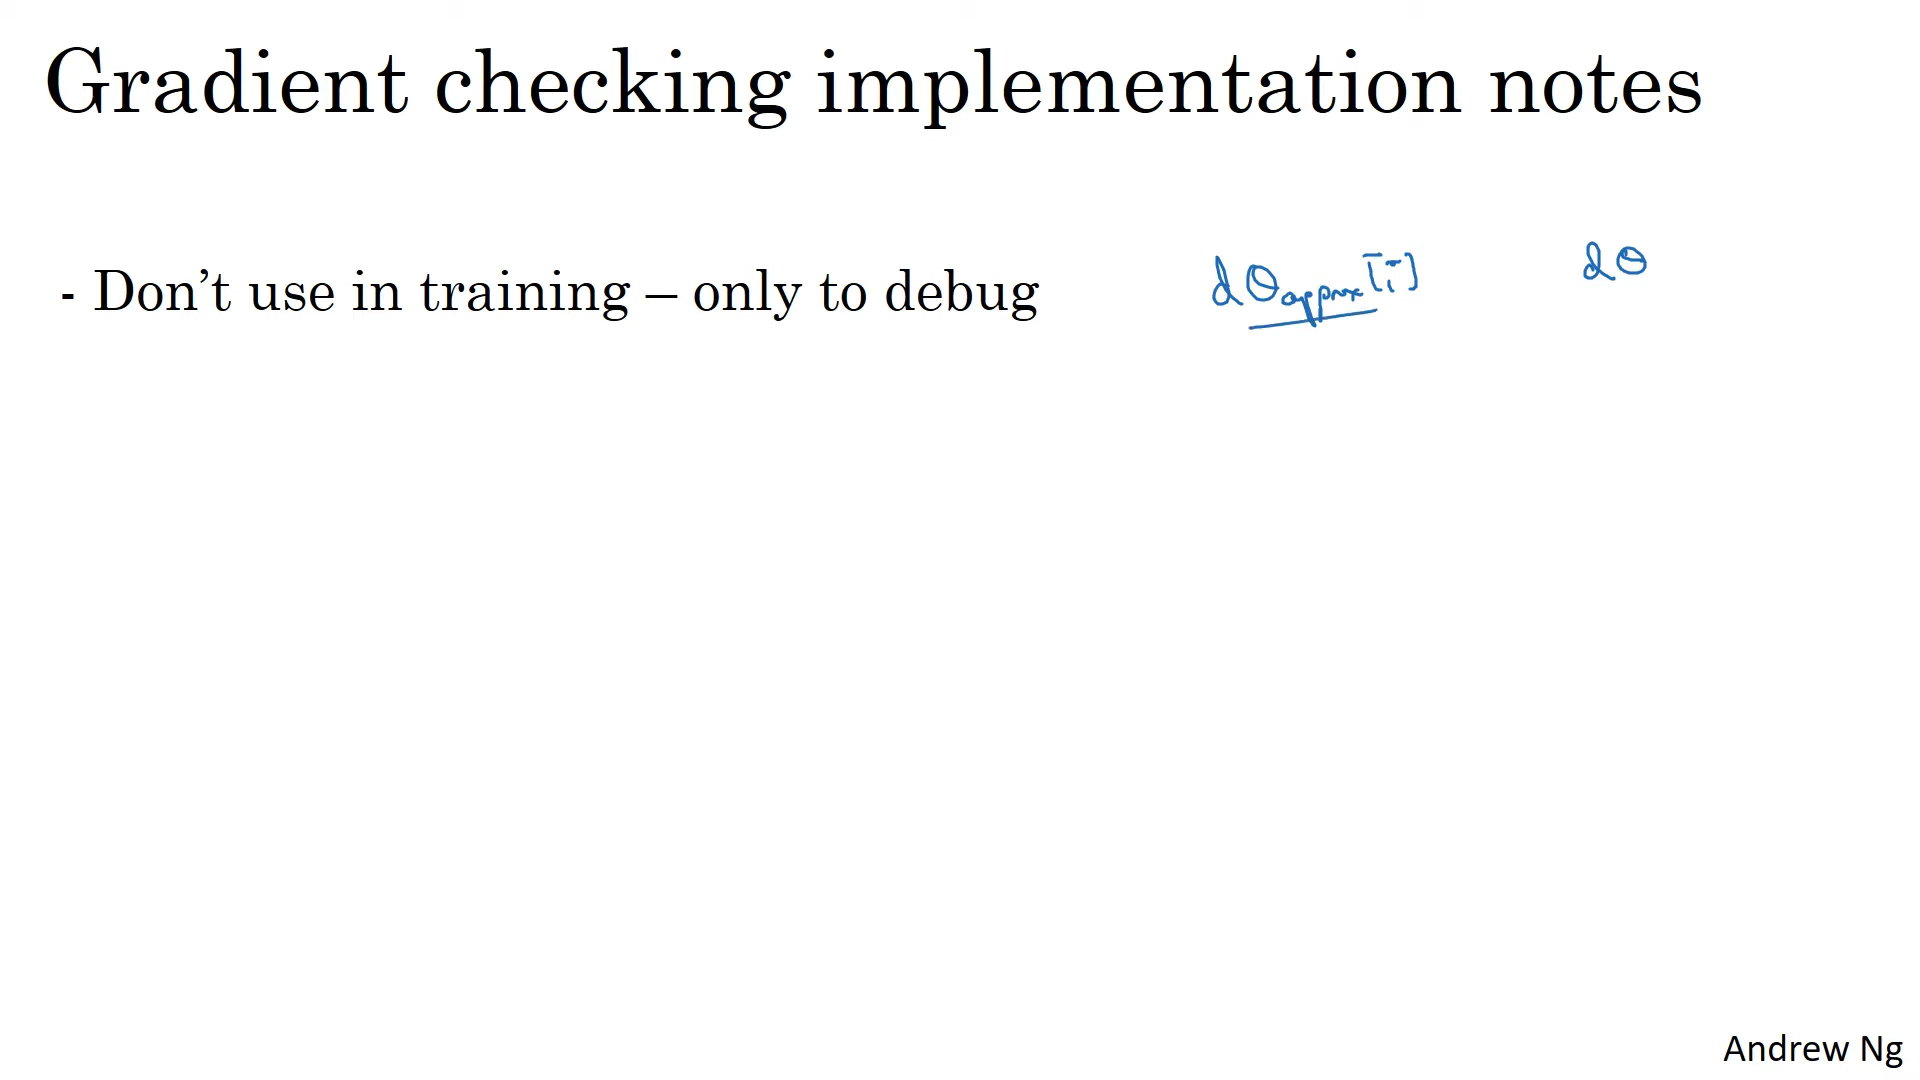 Gradient checking implementation notes
- Don’t use in training – only to debug
dθapprox[i] dθ
Andrew Ng